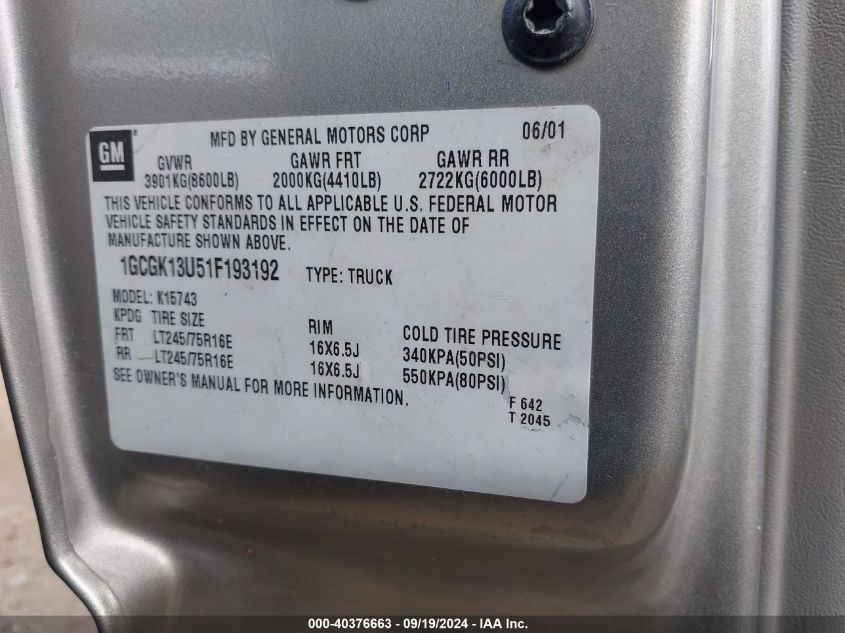 GM
MFD BY GENERAL MOTORS CORP 06/01
GVWR GAWR FRT GAWR RR
3901KG(8600LB) 2000KG(4410LB) 2722KG(6000LB)
THIS VEHICLE CONFORMS TO ALL APPLICABLE U.S. FEDERAL MOTOR
VEHICLE SAFETY STANDARDS IN EFFECT ON THE DATE OF
MANUFACTURE SHOWN ABOVE.
1GCGK13U51F193192 TYPE: TRUCK
MODEL: K15743
KPDG TIRE SIZE RIM COLD TIRE PRESSURE
FRT LT245/75R16E 16X6.5J 340KPA(50PSI)
RR LT245/75R16E 16X6.5J 550KPA(80PSI)
SEE OWNER'S MANUAL FOR MORE INFORMATION.
F 642
T 2045
000-40376663 - 09/19/2024 - IAA Inc.